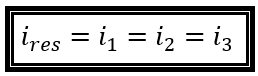 i_res = i_1 = i_2 = i_3